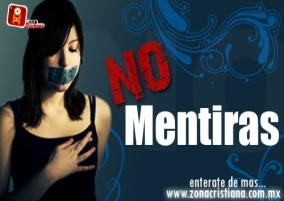 NO
Mentiras
enterate de mas...
www.zonacristiana.com.mx